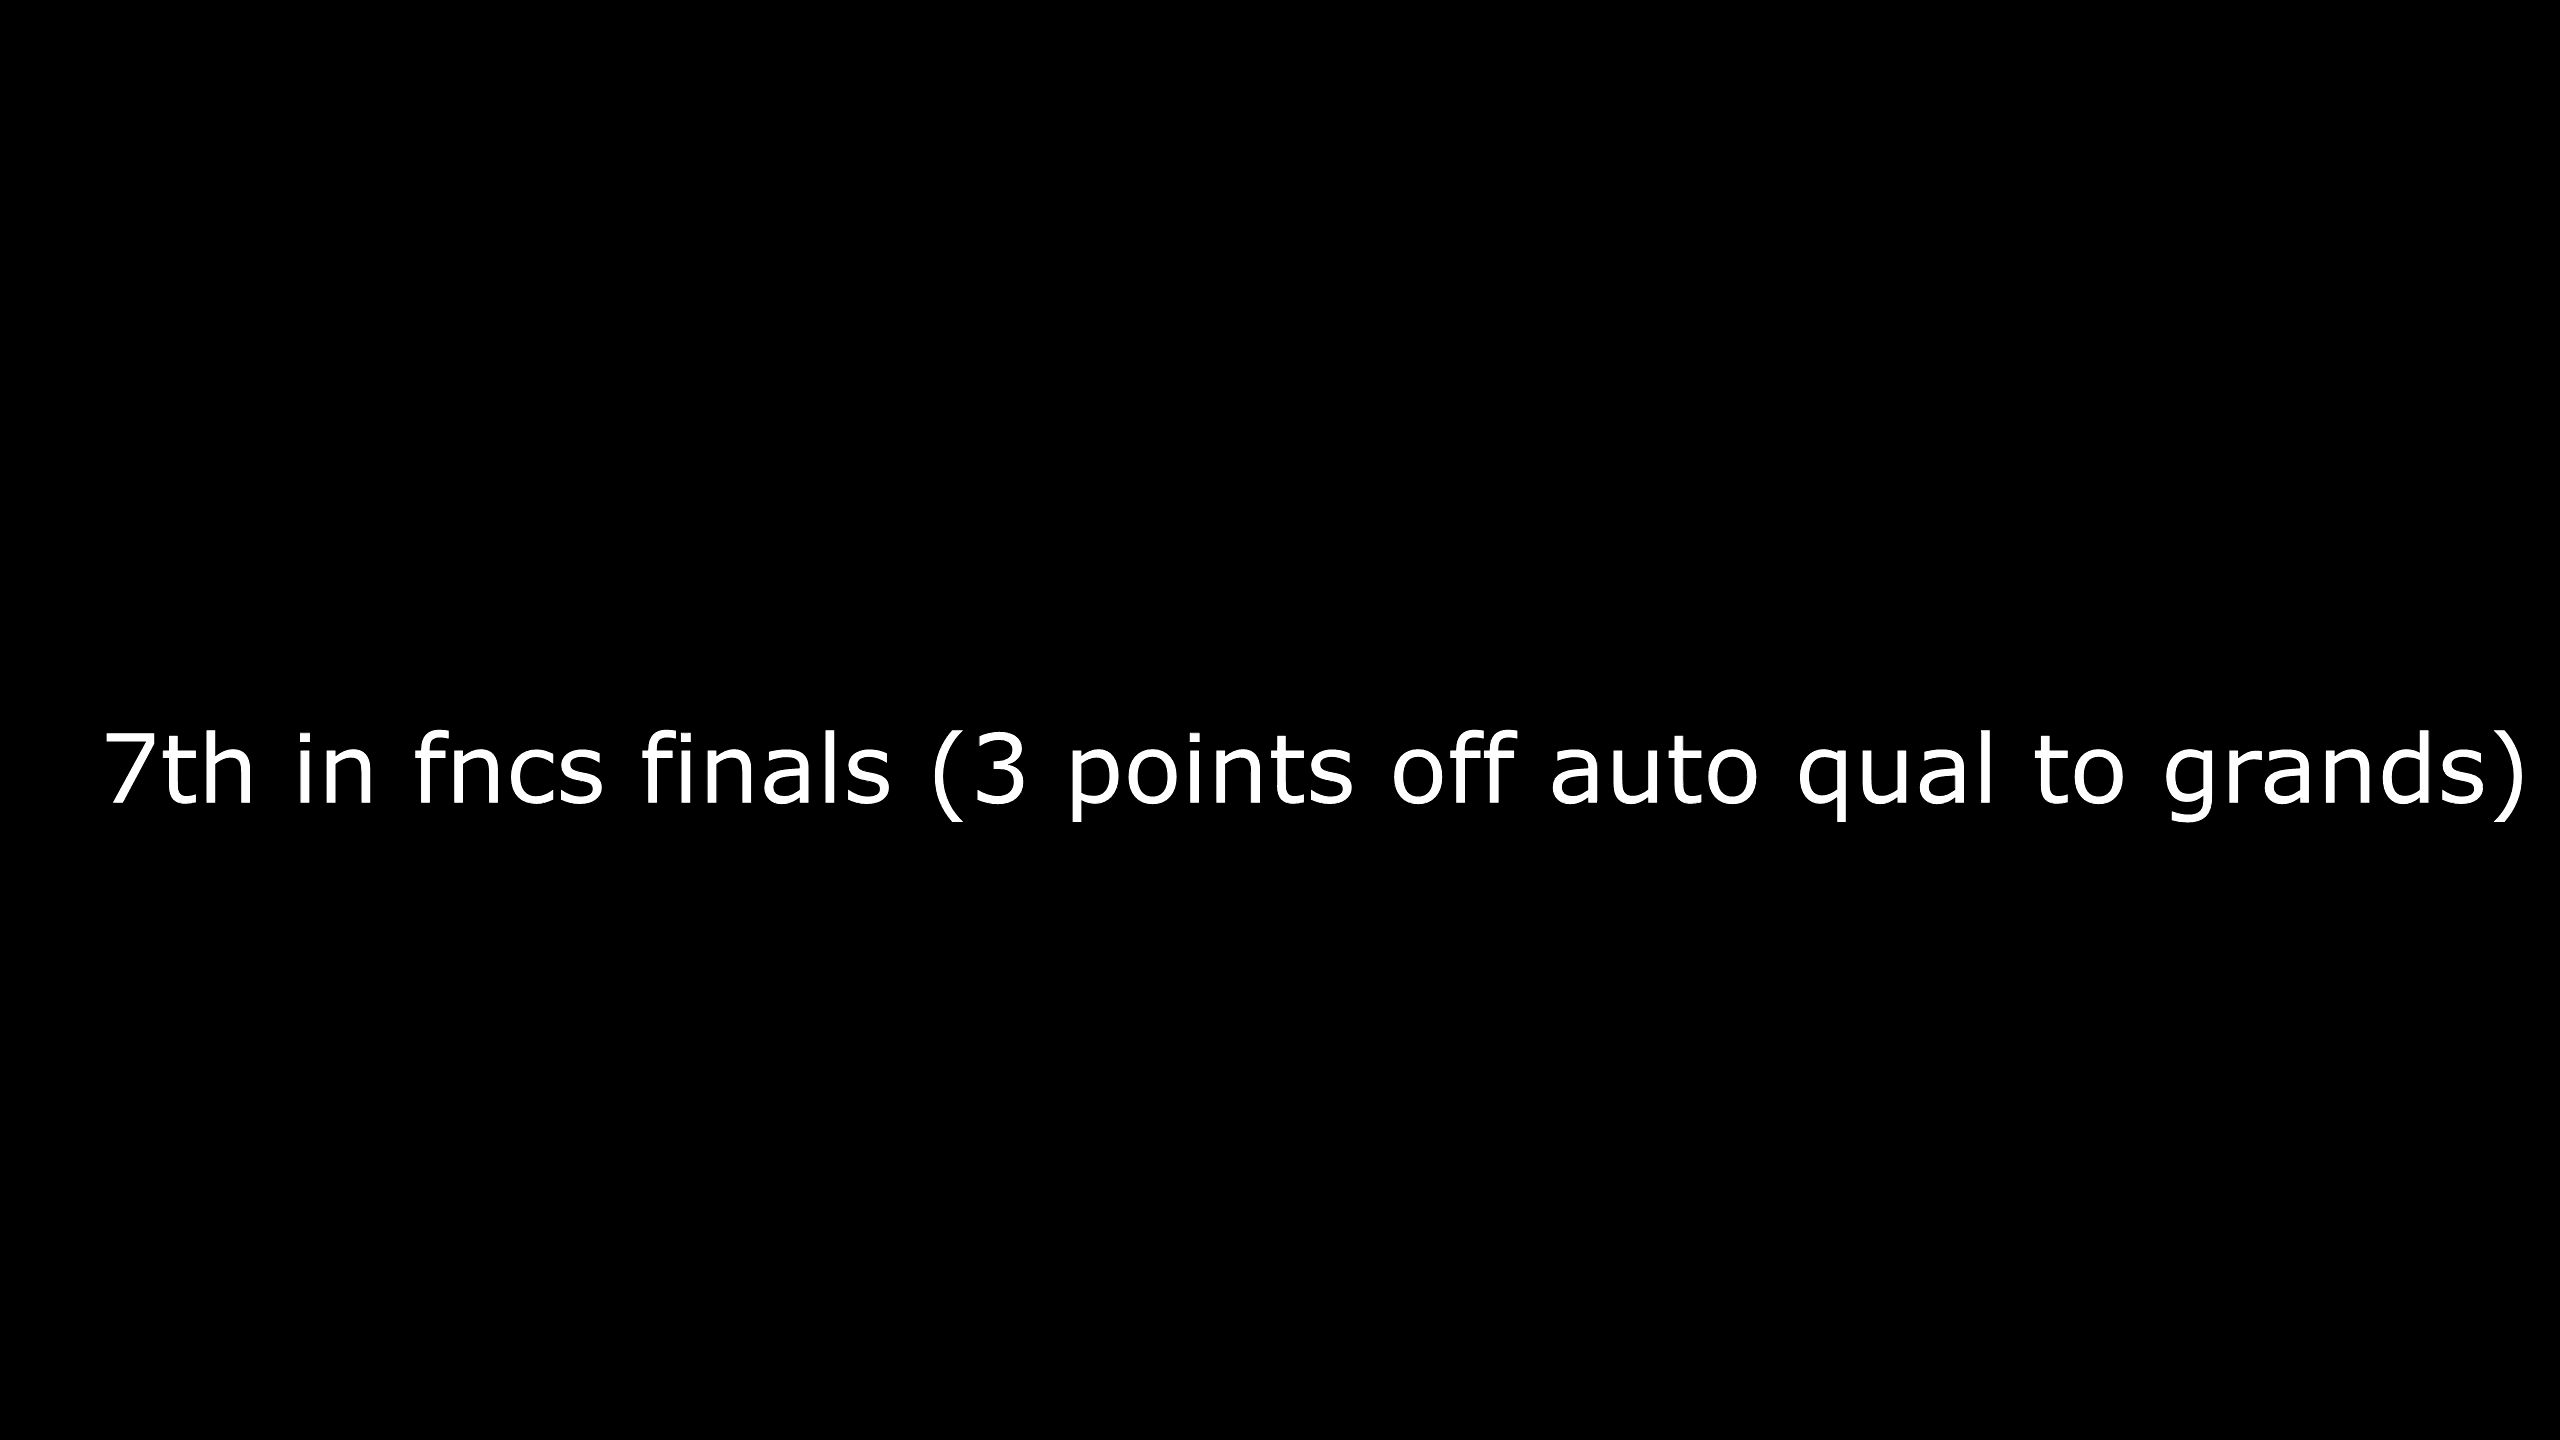 7th in fncs finals (3 points off auto qual to grands)